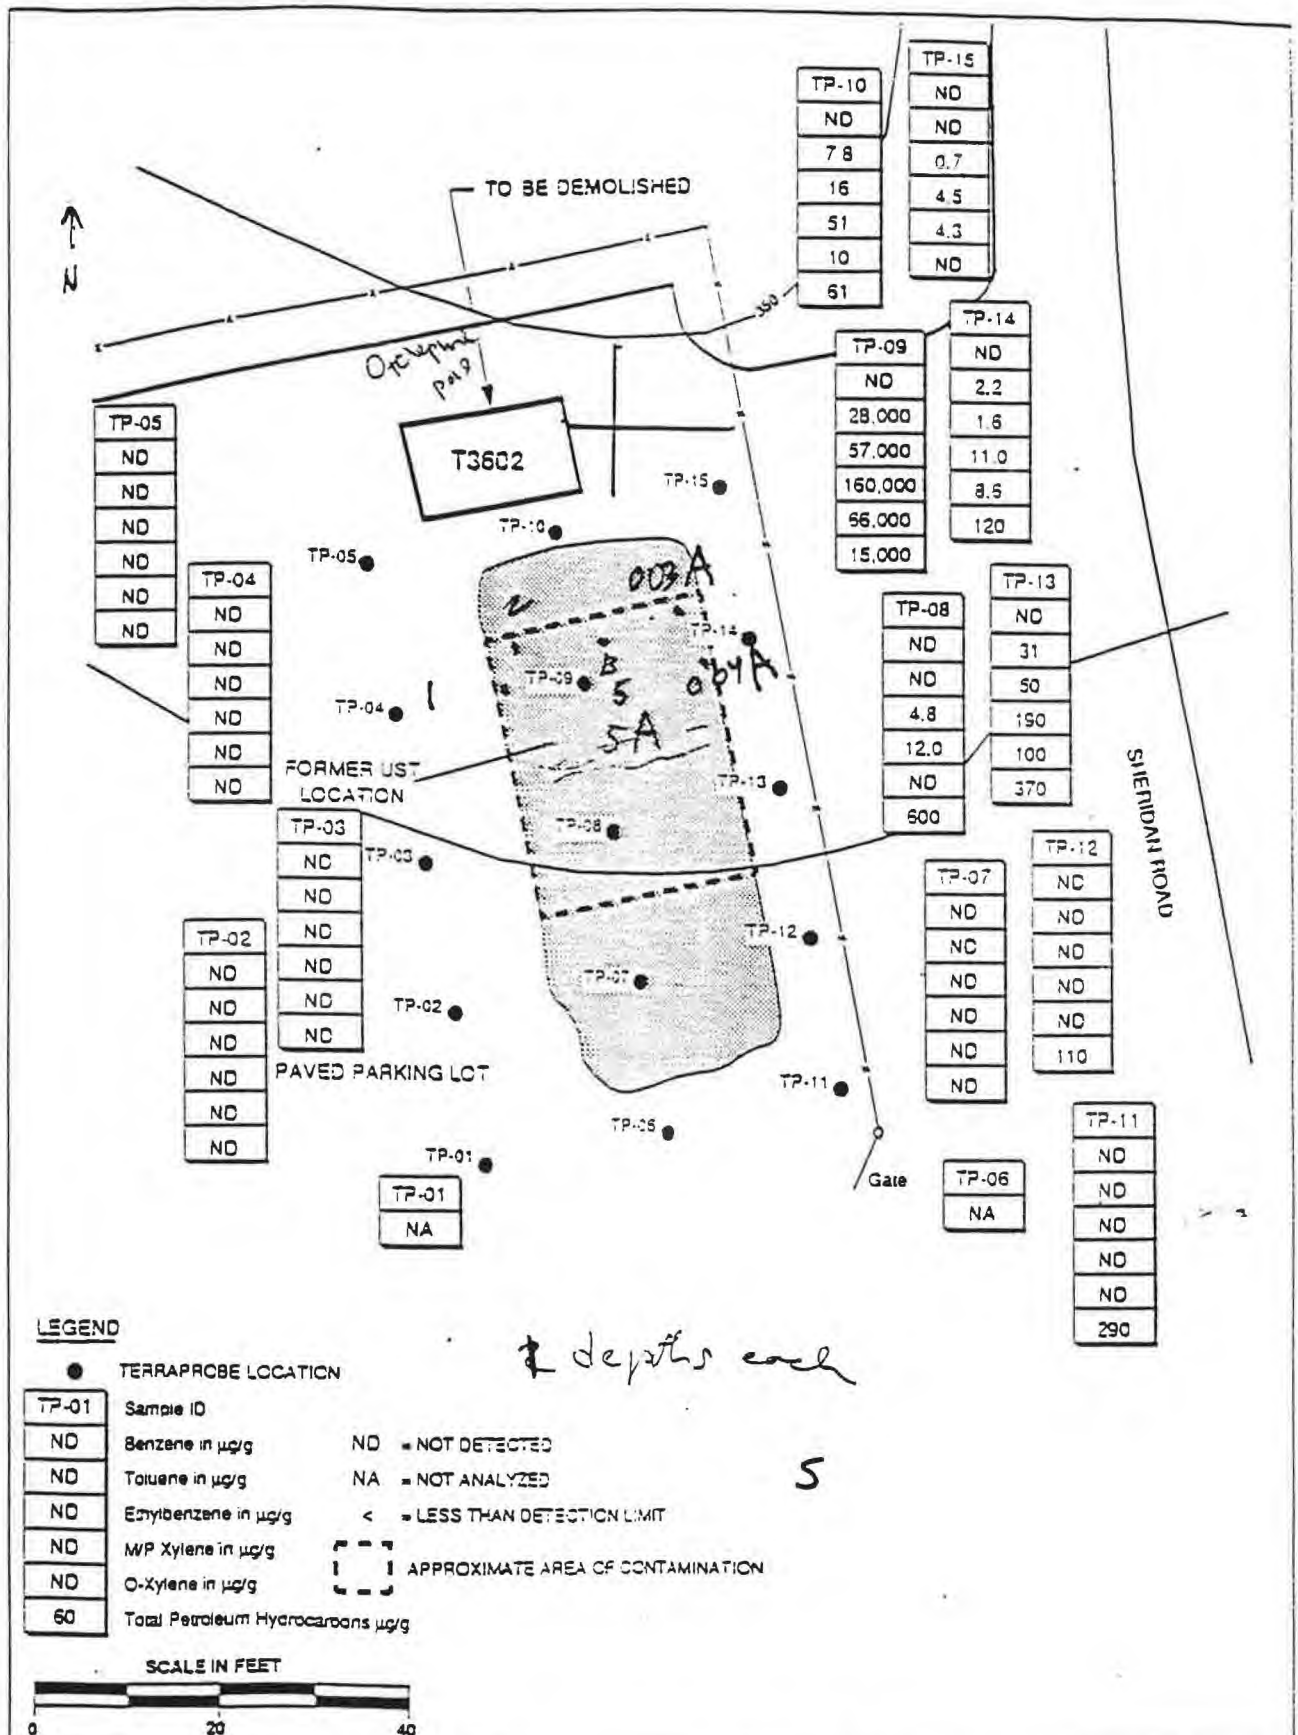 TP-15
ND
ND
0.7
4.5
4.3
ND
TP-10
ND
7 8
16
51
10
61
TO BE DEMOLISHED
N
350
TP-14
ND
2.2
1.6
11.0
8.6
120
TP-09
ND
28,000
57,000
160,000
66,000
15,000
T3602
TP-05
ND
ND
ND
ND
ND
ND
TP-15
TP-10
TP-05
TP-04
ND
ND
ND
ND
ND
ND
003 A
2
TP-13
ND
31
50
190
100
370
TP-08
ND
ND
4.8
12.0
ND
600
TP-14
B
TP-09
5
004 A
5A
TP-04
1
FORMER UST
LOCATION
TP-13
SHERIDAN ROAD
TP-03
ND
ND
ND
ND
ND
ND
TP-08
TP-03
TP-12
ND
ND
ND
ND
ND
110
TP-07
ND
ND
ND
ND
ND
ND
TP-02
ND
ND
ND
ND
ND
ND
TP-12
TP-07
TP-02
PAVED PARKING LOT
TP-11
TP-06
TP-01
TP-01
NA
Gate
TP-06
NA
TP-11
ND
ND
ND
ND
ND
290
LEGEND
depths each
TERRAPROBE LOCATION
TP-01 Sample ID
ND Benzene in µg/g
ND = NOT DETECTED
ND Toluene in µg/g
NA = NOT ANALYZED
5
ND Ethylbenzene in µg/g
< = LESS THAN DETECTION LIMIT
ND M/P Xylene in µg/g
APPROXIMATE AREA OF CONTAMINATION
ND O-Xylene in µg/g
60 Total Petroleum Hydrocarbons µg/g
SCALE IN FEET
0 20 40